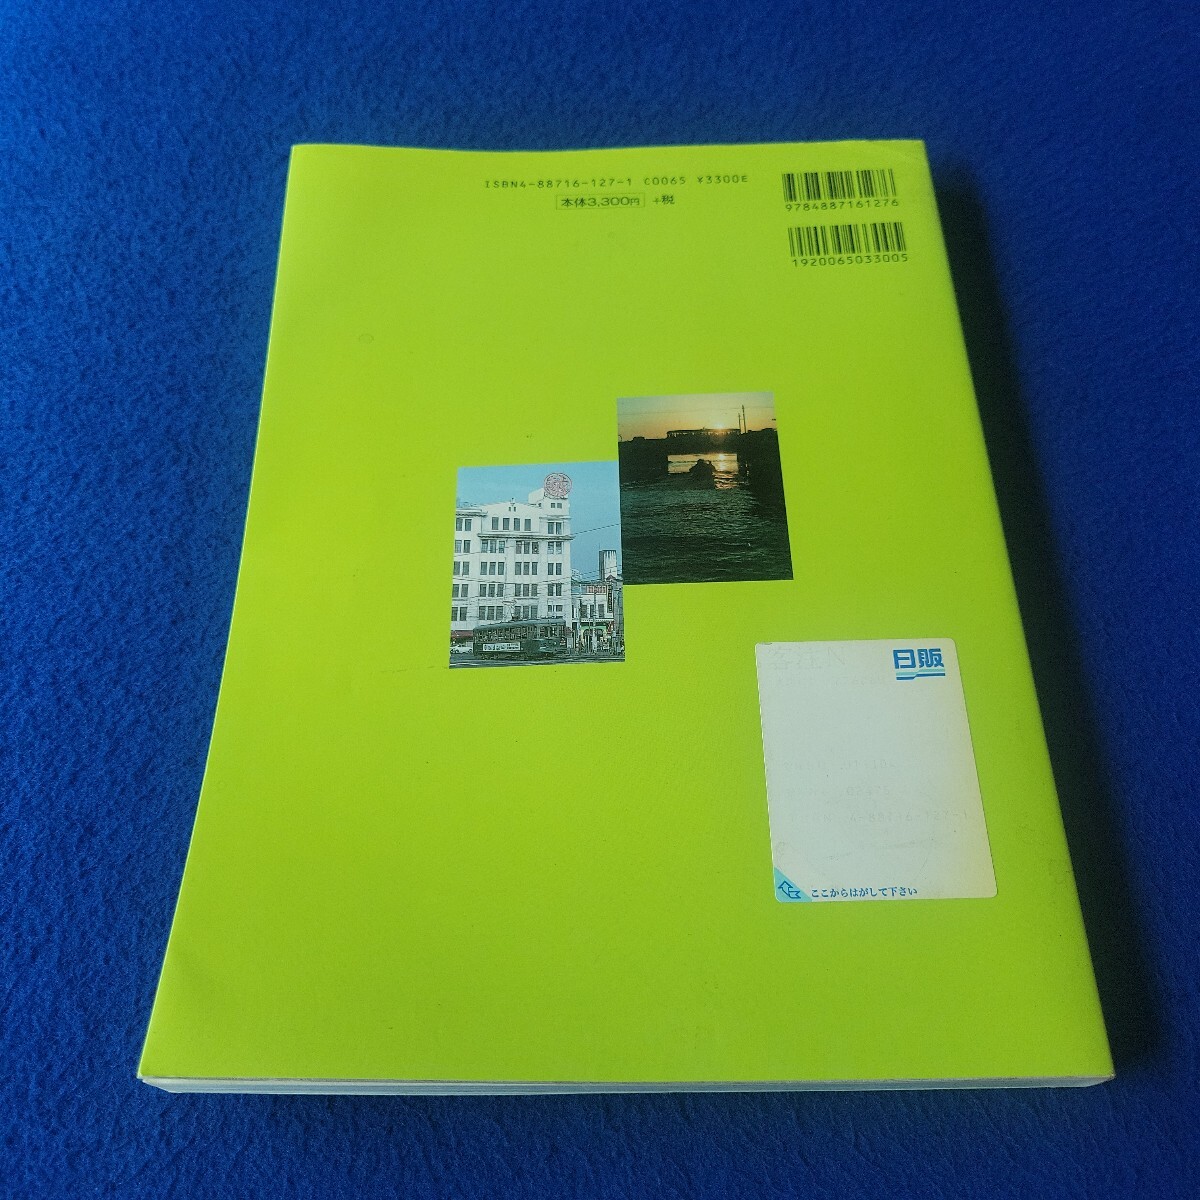 ISBN4-88716-127-1 C0065 ¥3300E
本体3,300円 +税
9784887161276
1920065033005
日販
ここからはがして下さい